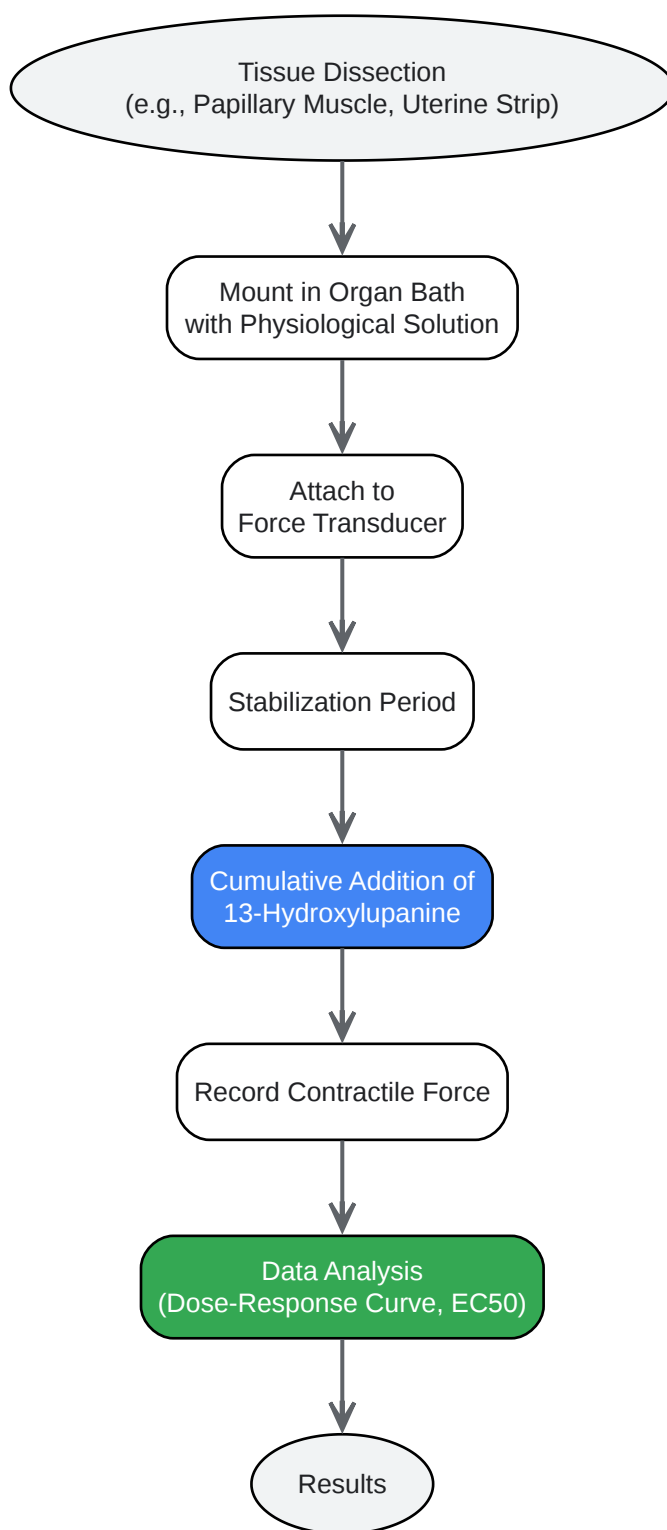 Tissue Dissection
(e.g., Papillary Muscle, Uterine Strip)
Mount in Organ Bath
with Physiological Solution
Attach to
Force Transducer
Stabilization Period
Cumulative Addition of
13-Hydroxylupanine
Record Contractile Force
Data Analysis
(Dose-Response Curve, EC50)
Results